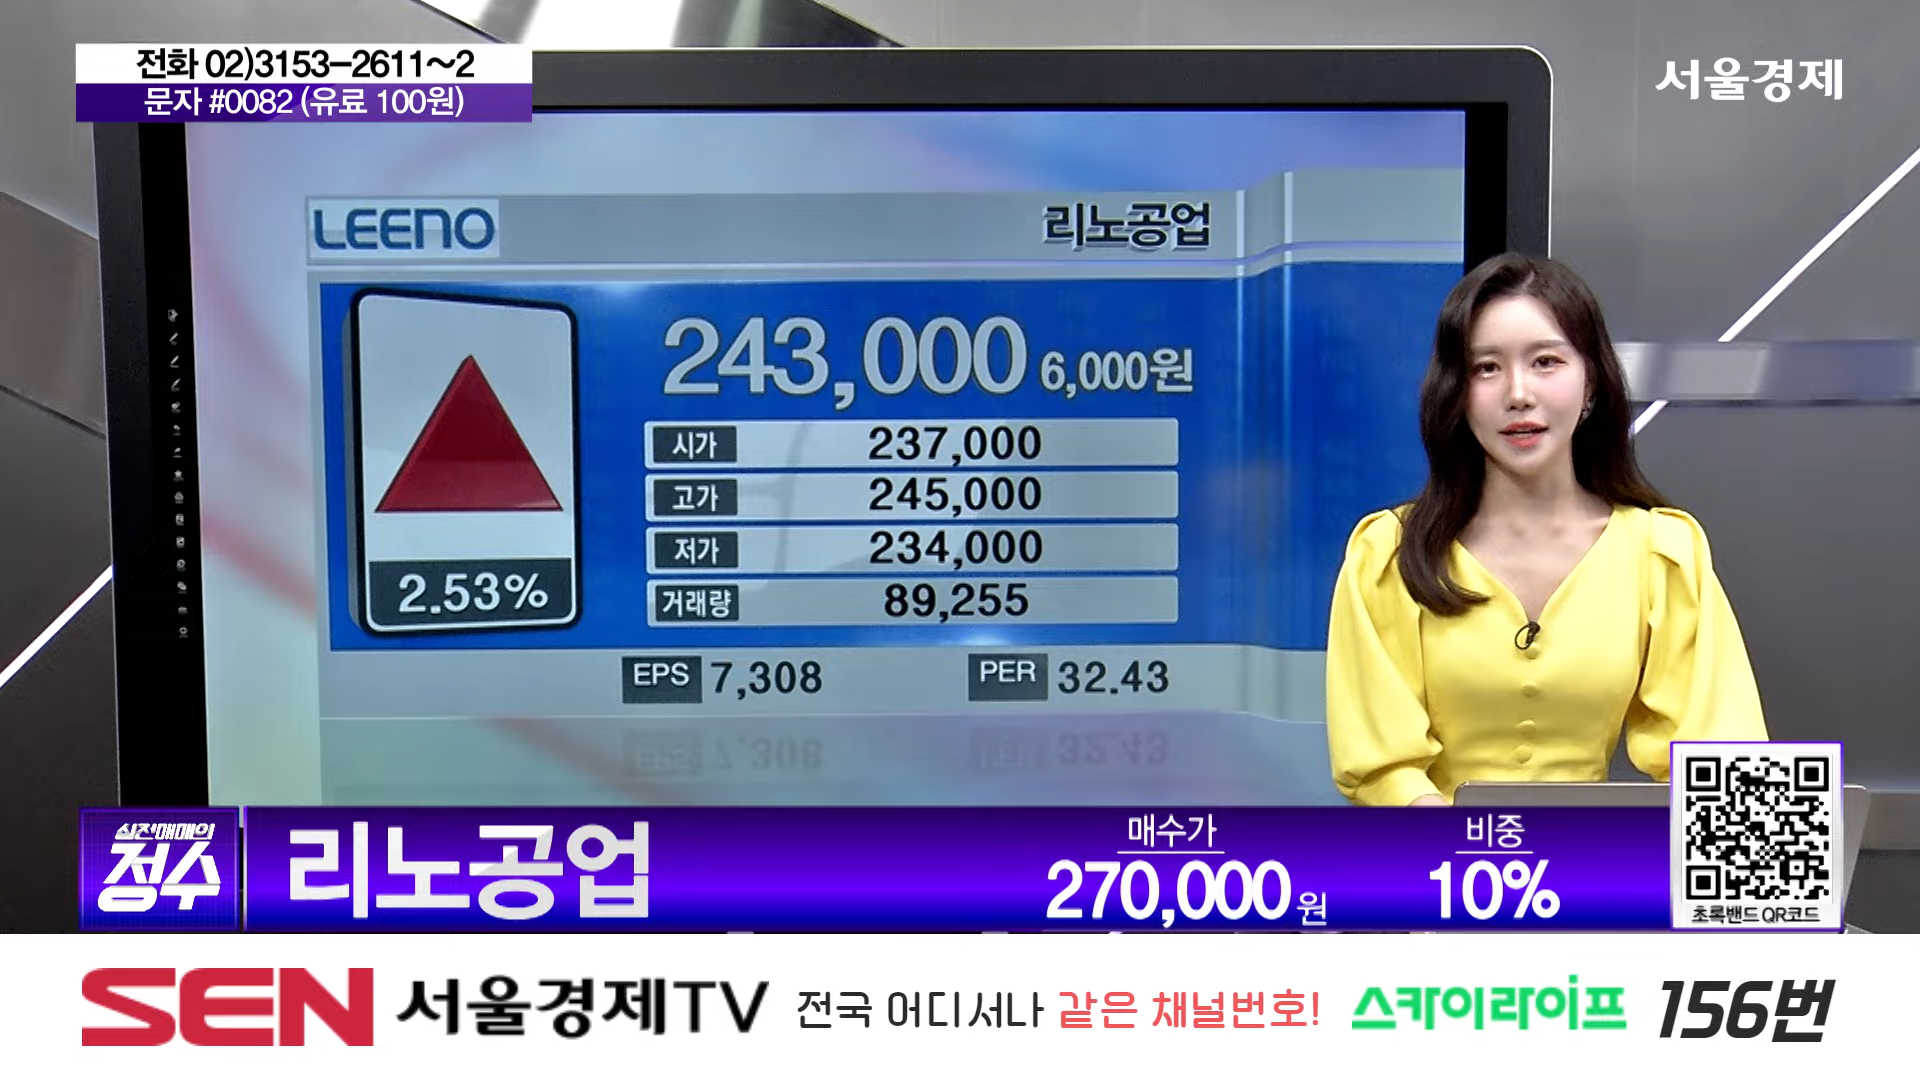 전화 02)3153-2611~2
문자 #0082 (유료 100원)
서울경제
LEENO
리노공업
243,000 6,000원
시가 237,000
고가 245,000
저가 234,000
거래량 89,255
2.53%
EPS 7,308 PER 32.43
실전매매의
정수
리노공업
매수가
270,000원
비중
10%
초록밴드 QR코드
SEN 서울경제TV 전국 어디서나 같은 채널번호! 스카이라이프 156번